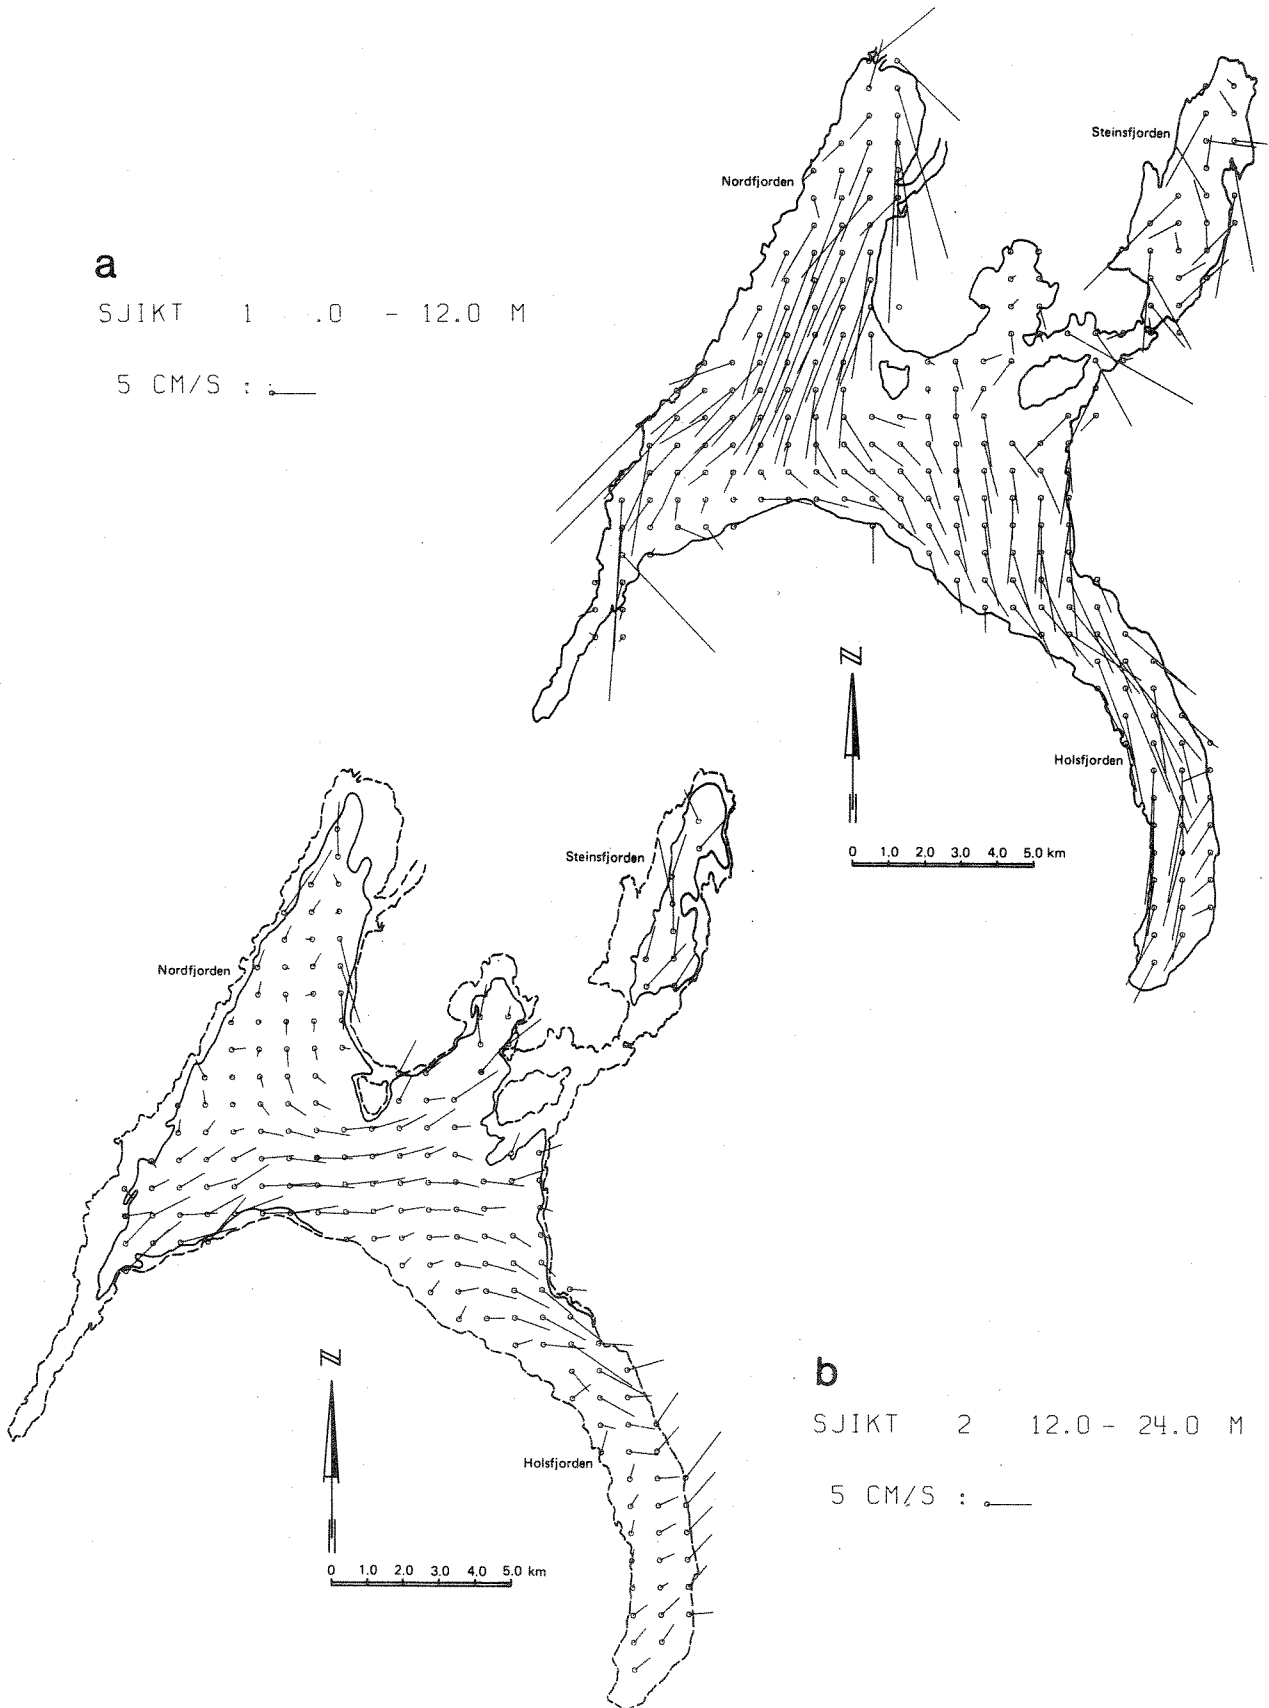 a
SJIKT 1 .0 - 12.0 M
5 CM/S :
Nordfjorden
Steinsfjorden
Holsfjorden
N
0 1.0 2.0 3.0 4.0 5.0 km
Nordfjorden
Steinsfjorden
Holsfjorden
N
0 1.0 2.0 3.0 4.0 5.0 km
b
SJIKT 2 12.0 - 24.0 M
5 CM/S :